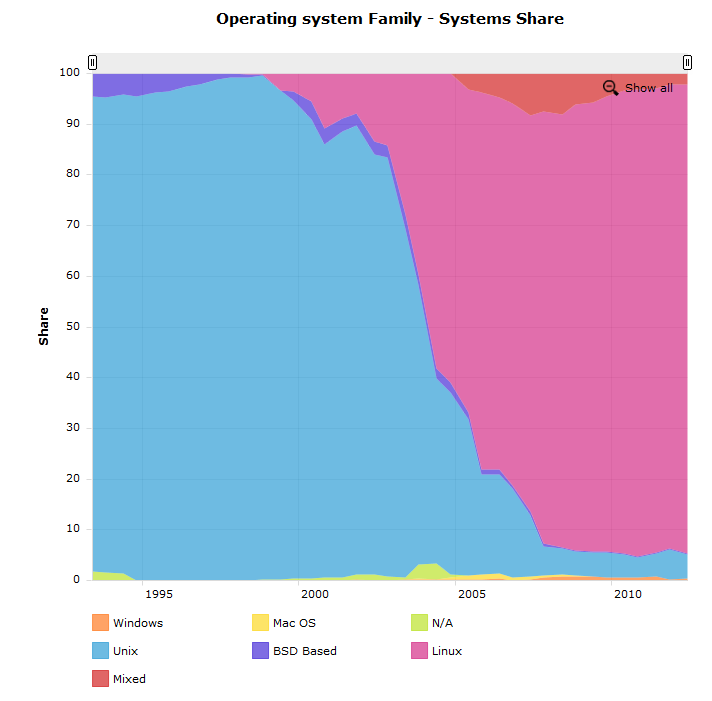 Operating system Family - Systems Share
Show all
100
90
80
70
60
50
40
30
20
10
0
Share
1995 2000 2005 2010
Windows Mac OS N/A
Unix BSD Based Linux
Mixed